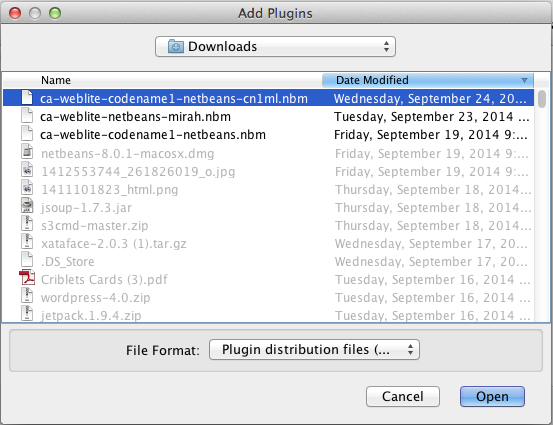 Add Plugins
Downloads
Name Date Modified
ca-weblite-codename1-netbeans-cn1ml.nbm Wednesday, September 24, 20...
ca-weblite-netbeans-mirah.nbm Tuesday, September 23, 2014 ...
ca-weblite-codename1-netbeans.nbm Friday, September 19, 2014 9:...
netbeans-8.0.1-macosx.dmg Friday, September 19, 2014 9:...
1412553744_261826019_o.jpg Friday, September 19, 2014 9:...
1411101823_html.png Thursday, September 18, 2014...
jsoup-1.7.3.jar Thursday, September 18, 2014...
s3cmd-master.zip Thursday, September 18, 2014...
xataface-2.0.3 (1).tar.gz Wednesday, September 17, 20...
.DS_Store Wednesday, September 17, 20...
Criblets Cards (3).pdf Tuesday, September 16, 2014 ...
wordpress-4.0.zip Tuesday, September 16, 2014 ...
jetpack.1.9.4.zip Tuesday, September 16, 2014 ...
File Format: Plugin distribution files (...
Cancel Open